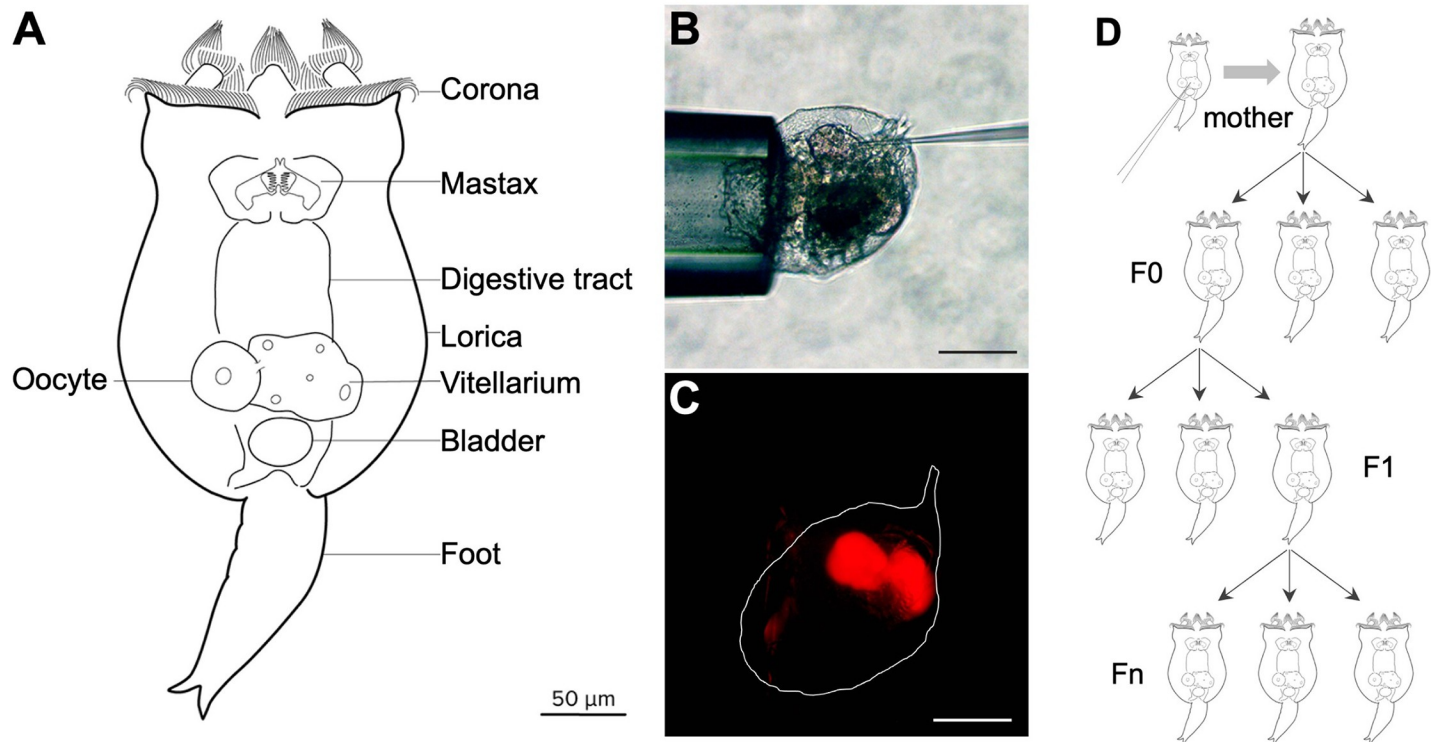 A
Corona
Mastax
Digestive tract
Lorica
Oocyte
Vitellarium
Bladder
Foot
50 µm
B
C
D
mother
F0
F1
Fn